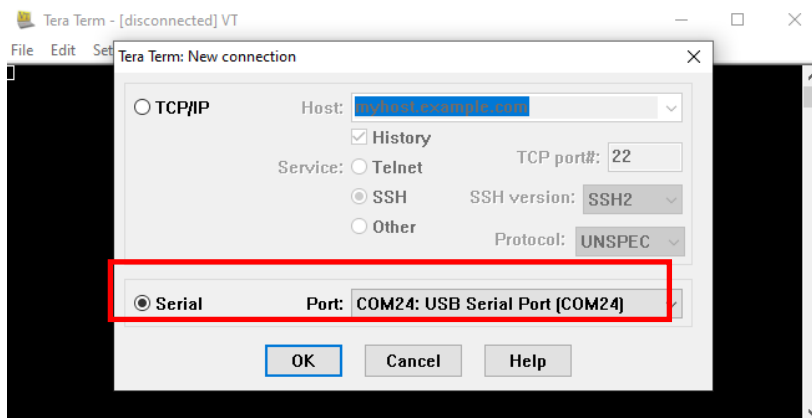 Tera Term - [disconnected] VT
File Edit Set
Tera Term: New connection
TCP/IP Host: myhost.example.com
History
Service: Telnet TCP port#: 22
SSH SSH version: SSH2
Other Protocol: UNSPEC
Serial Port: COM24: USB Serial Port (COM24)
OK Cancel Help